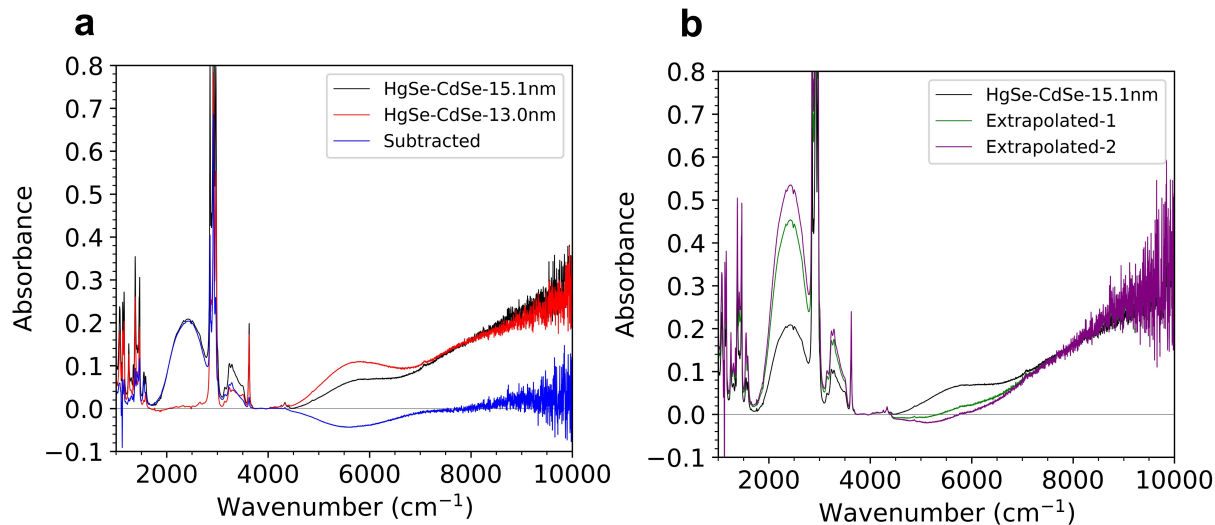 a
0.8
0.7
0.6
0.5
0.4
0.3
0.2
0.1
0.0
−0.1
Absorbance
HgSe-CdSe-15.1nm
HgSe-CdSe-13.0nm
Subtracted
2000 4000 6000 8000 10000
Wavenumber (cm⁻¹)
b
0.8
0.7
0.6
0.5
0.4
0.3
0.2
0.1
0.0
−0.1
Absorbance
HgSe-CdSe-15.1nm
Extrapolated-1
Extrapolated-2
2000 4000 6000 8000 10000
Wavenumber (cm⁻¹)